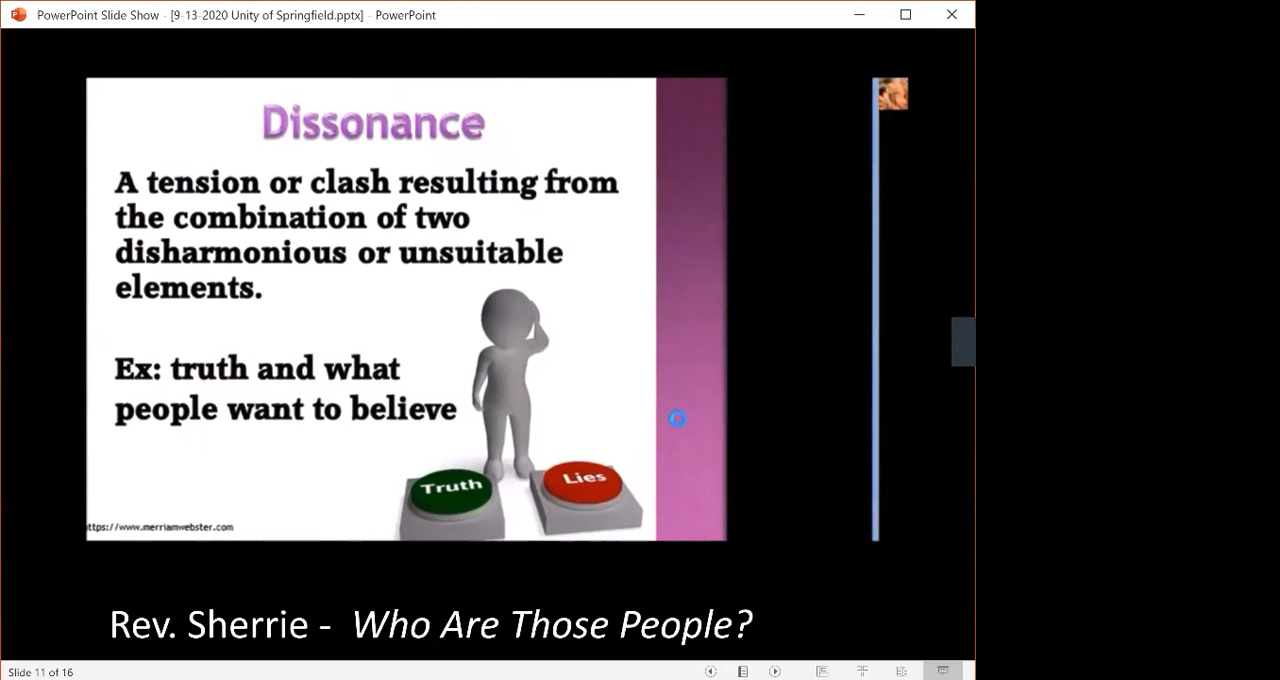 PowerPoint Slide Show - [9-13-2020 Unity of Springfield.pptx] - PowerPoint
Dissonance
A tension or clash resulting from
the combination of two
disharmonious or unsuitable
elements.
Ex: truth and what
people want to believe
Truth
Lies
ttps://www.merriamwebster.com
Rev. Sherrie - Who Are Those People?
Slide 11 of 16